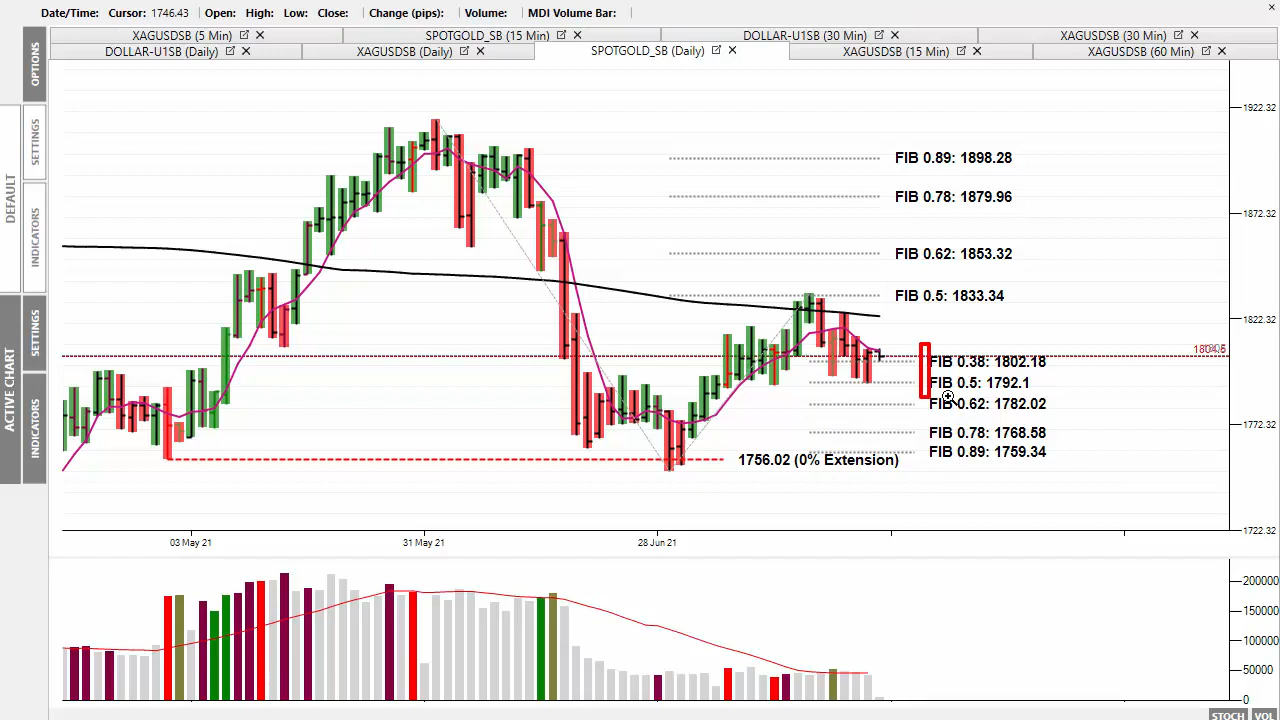 Date/Time: Cursor: 1746.43 Open: High: Low: Close: Change (pips): Volume: MDI Volume Bar:
XAGUSDSB (5 Min) SPOTGOLD_SB (15 Min) DOLLAR-U1SB (30 Min) XAGUSDSB (30 Min)
DOLLAR-U1SB (Daily) XAGUSDSB (Daily) SPOTGOLD_SB (Daily) XAGUSDSB (15 Min) XAGUSDSB (60 Min)
OPTIONS
SETTINGS
INDICATORS
DEFAULT
SETTINGS
INDICATORS
ACTIVE CHART
1922.32
FIB 0.89: 1898.28
FIB 0.78: 1879.96
1872.32
FIB 0.62: 1853.32
FIB 0.5: 1833.34
1822.32
FIB 0.38: 1802.18
FIB 0.5: 1792.1
FIB 0.62: 1782.02
FIB 0.78: 1768.58
1772.32
FIB 0.89: 1759.34
1756.02 (0% Extension)
1722.32
03 May 21 31 May 21 28 Jun 21
200000
150000
100000
50000
0
STOCH VOL